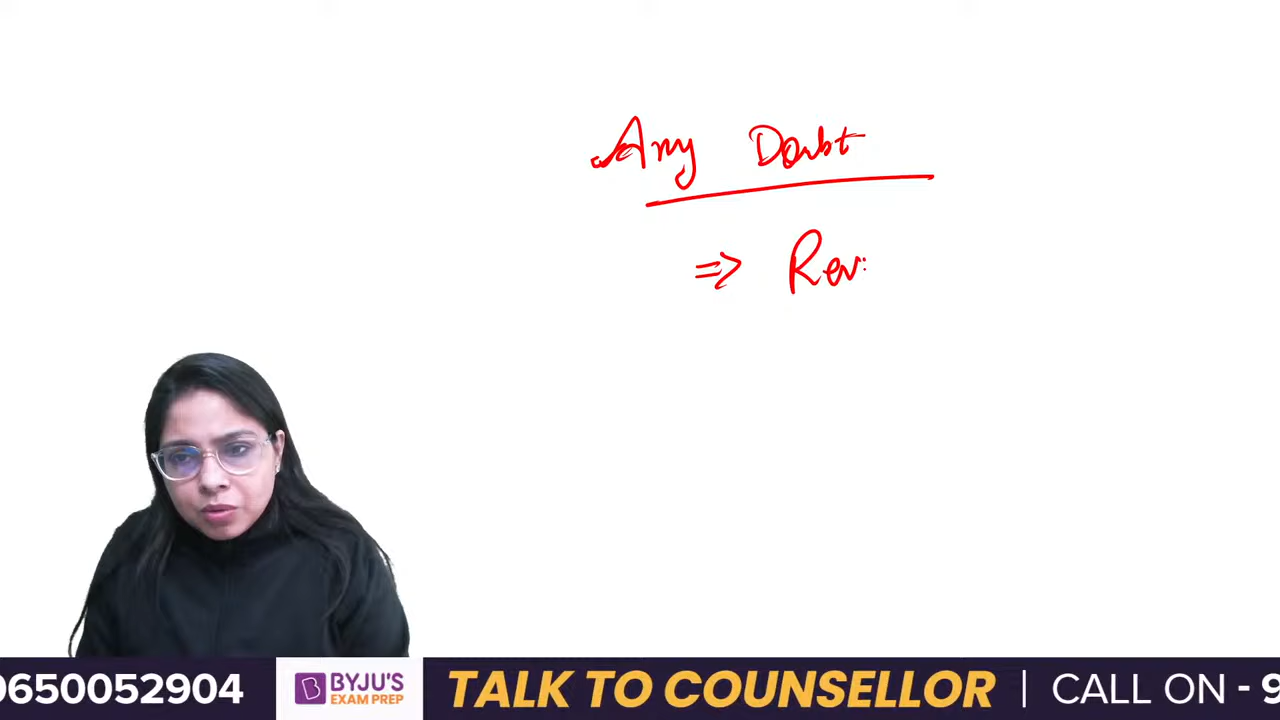 Any Doubt
=> Rev
0650052904
BYJU'S
EXAM PREP
TALK TO COUNSELLOR | CALL ON - 9